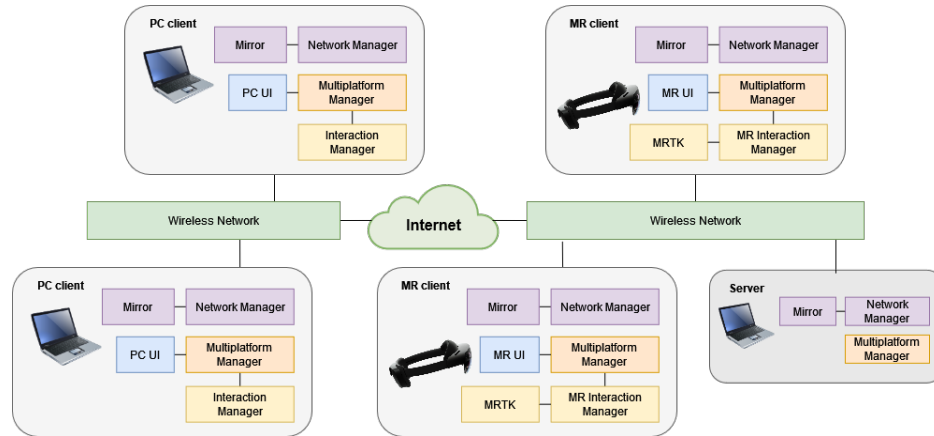 PC client
Mirror
Network Manager
PC UI
Multiplatform
Manager
Interaction
Manager
MR client
Mirror
Network Manager
MR UI
Multiplatform
Manager
MRTK
MR Interaction
Manager
Wireless Network
Internet
Wireless Network
PC client
Mirror
Network Manager
PC UI
Multiplatform
Manager
Interaction
Manager
MR client
Mirror
Network Manager
MR UI
Multiplatform
Manager
MRTK
MR Interaction
Manager
Server
Mirror
Network
Manager
Multiplatform
Manager